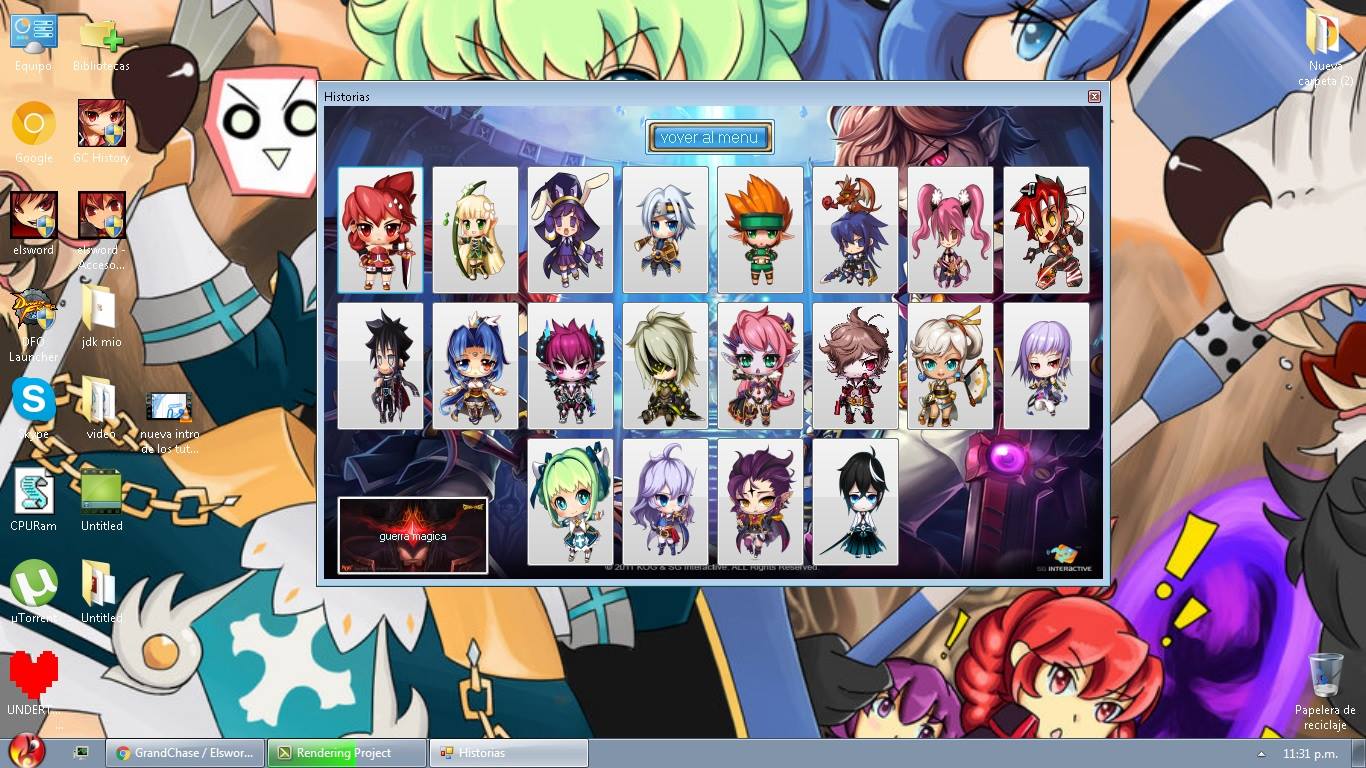 Equipo
Bibliotecas
Google
GC History
elsword
elsword -
Acceso...
DFO
Launcher
jdk mio
Skype
video
nueva intro
de los tut...
CPURam
Untitled
µTorrent
Untitled
UNDERT...
...
Nueva
carpeta (2)
Papelera de
reciclaje
Historias
vover al menu
guerra magica
© 2011 KOG & SG Interactive. ALL Rights Reserved.
SG INTERACTIVE
GrandChase / Elswor...
Rendering Project
Historias
11:31 p.m.